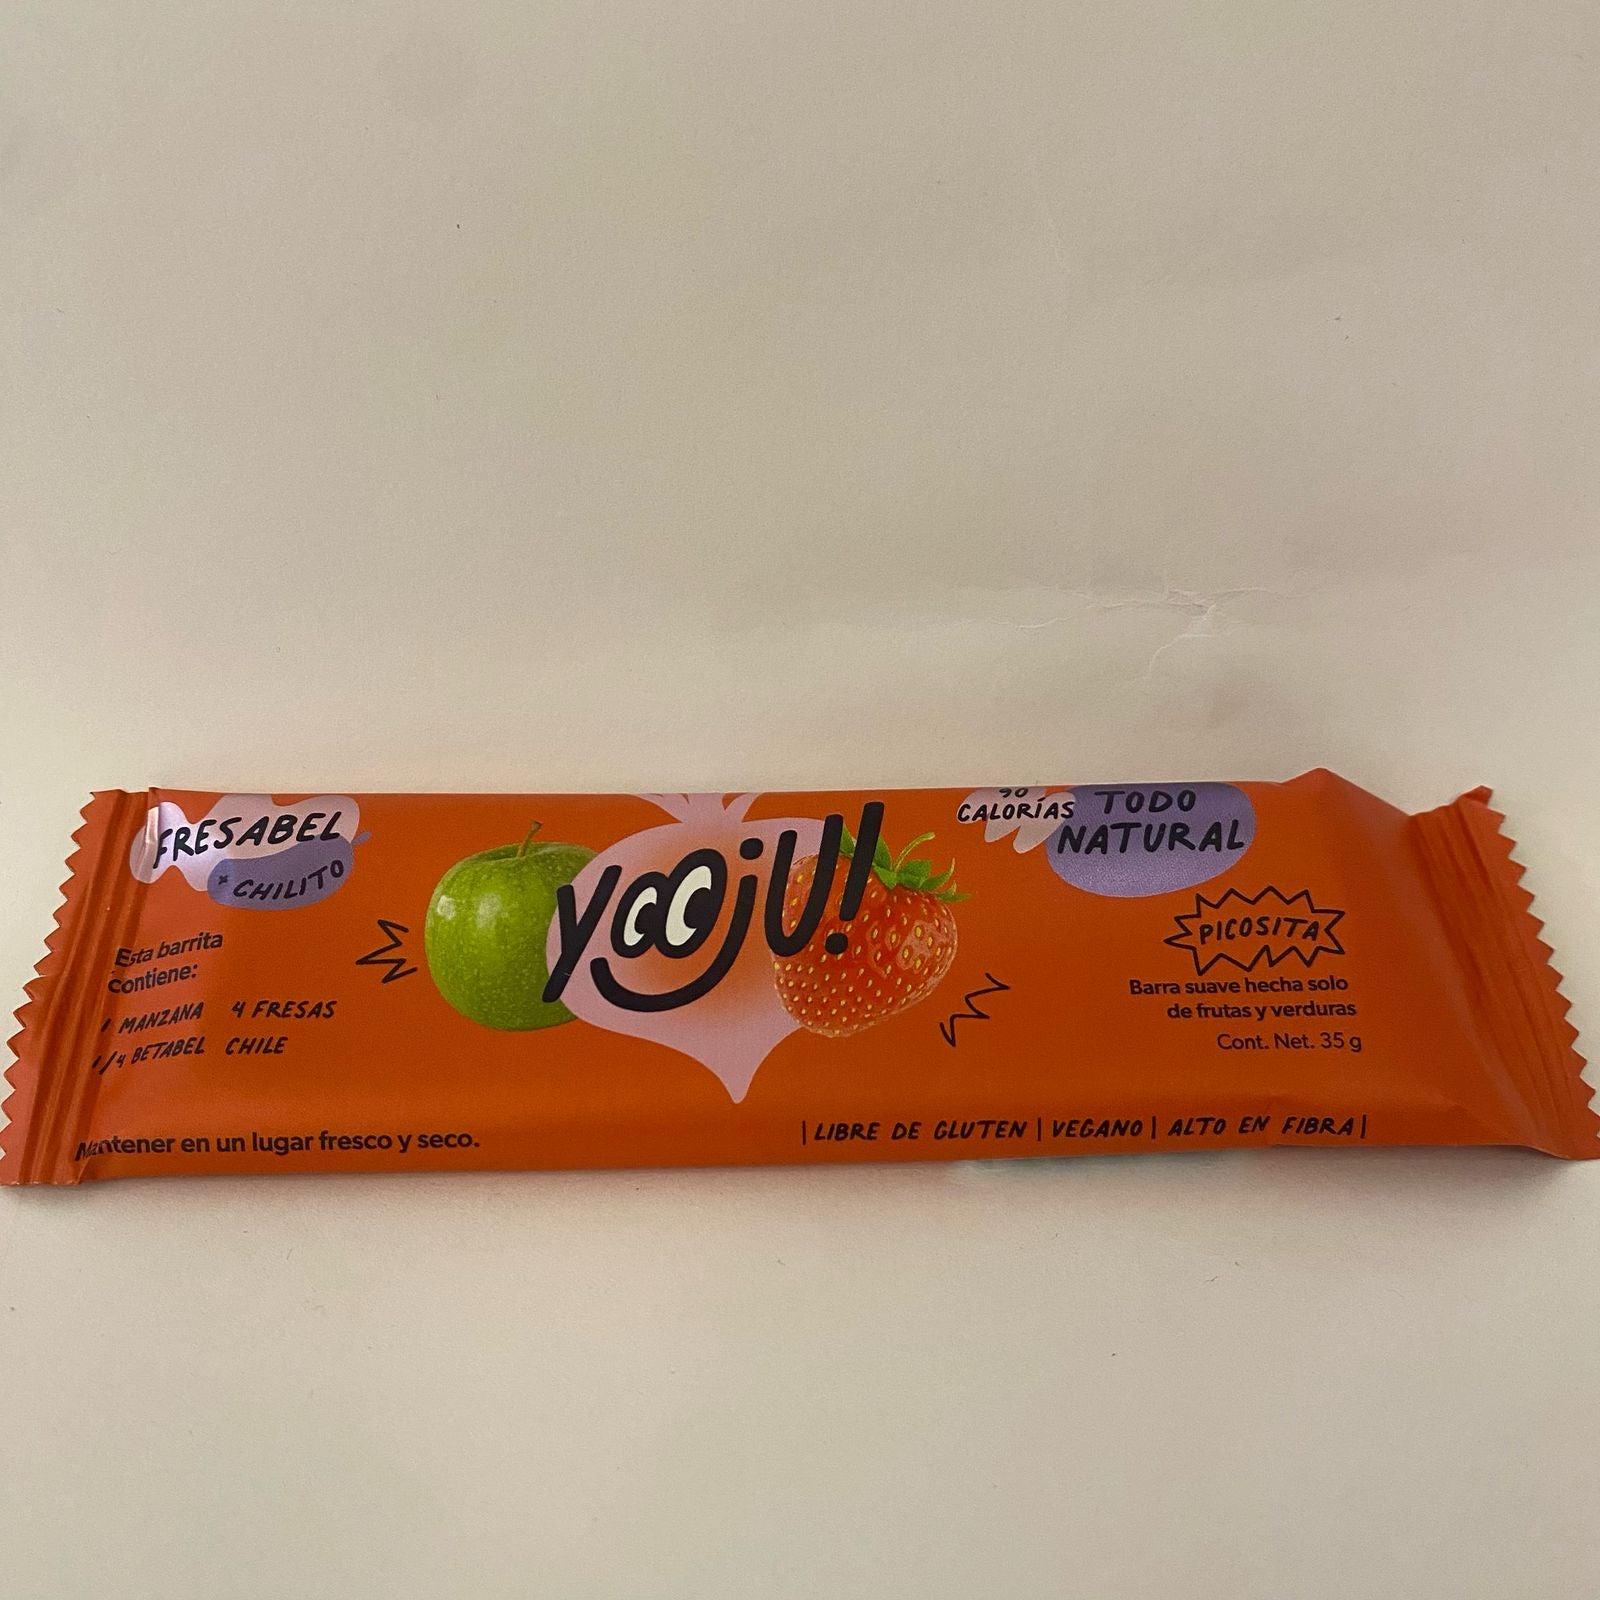 FRESABEL
+ CHILITO
Esta barrita
contiene:
1 MANZANA 4 FRESAS
1/4 BETABEL CHILE
Mantener en un lugar fresco y seco.
yooju!
90
CALORÍAS
TODO
NATURAL
PICOSITA
Barra suave hecha solo
de frutas y verduras
Cont. Net. 35 g
|LIBRE DE GLUTEN|VEGANO|ALTO EN FIBRA|